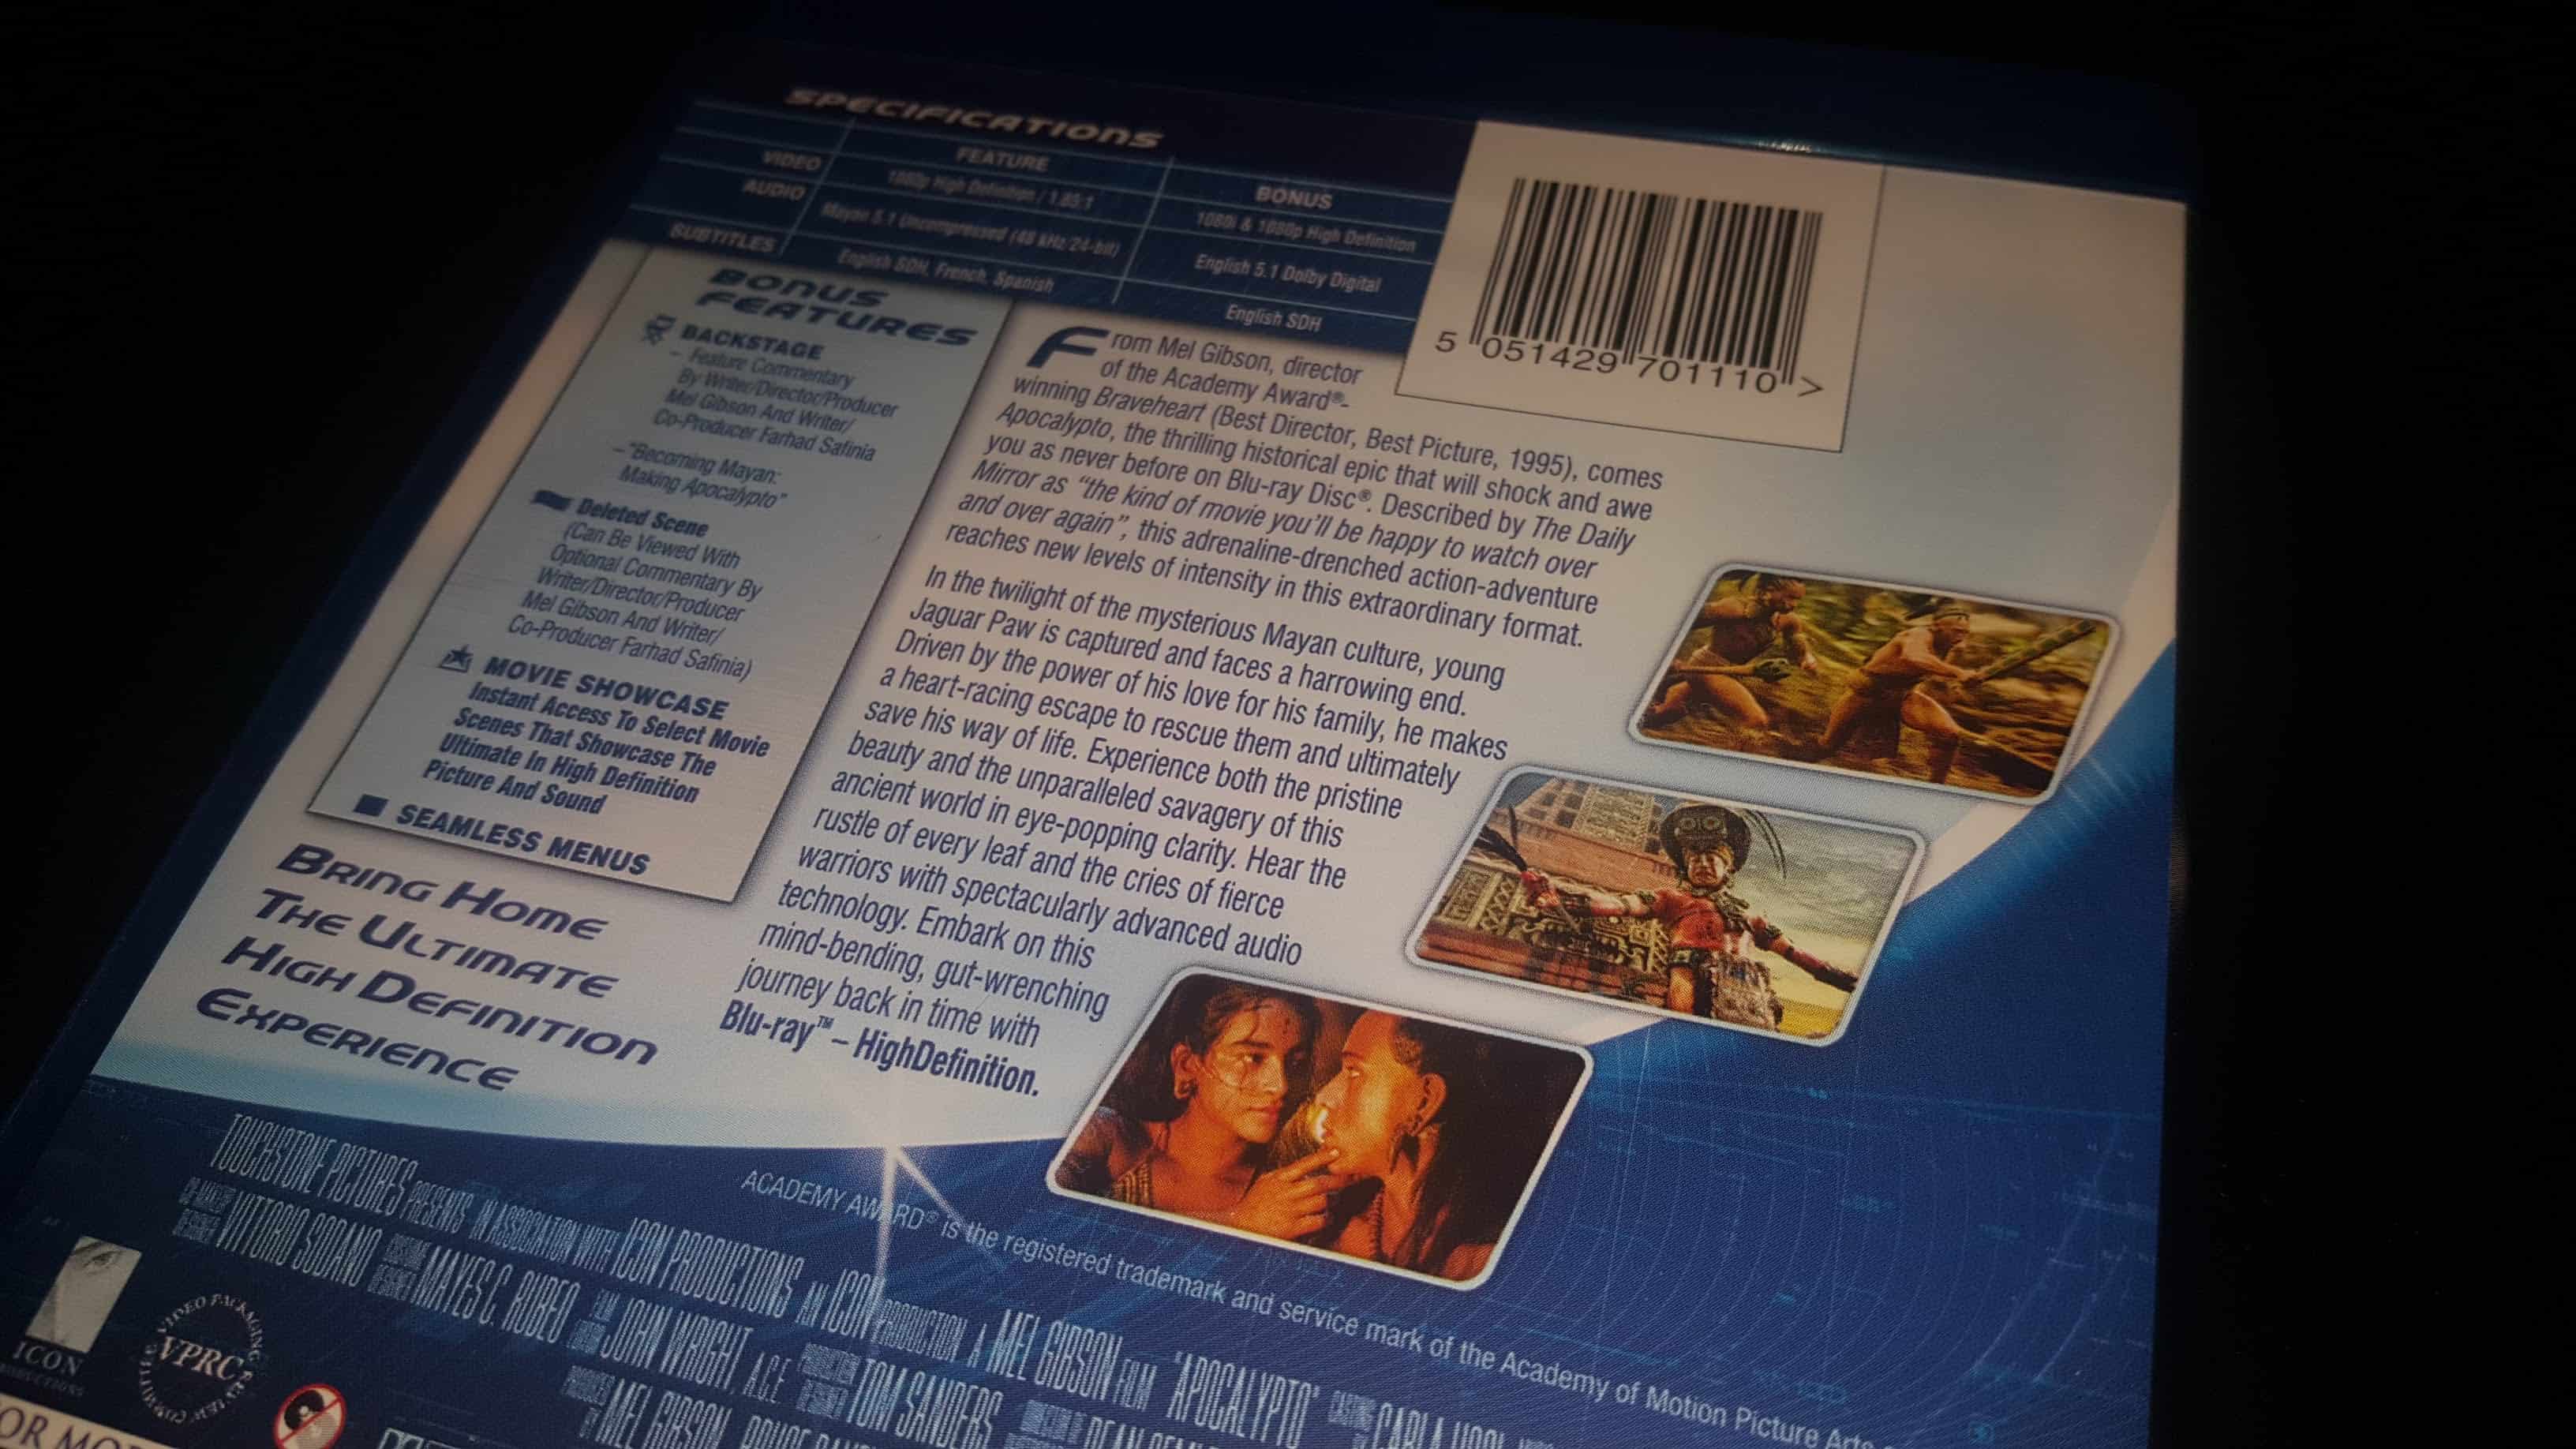 SPECIFICATIONS
FEATURE
BONUS
VIDEO
1080p High Definition / 1.85:1
1080i & 1080p High Definition
AUDIO
Mayan 5.1 Uncompressed (48 kHz/24-bit)
English 5.1 Dolby Digital
SUBTITLES
English SDH, French, Spanish
English SDH
5 051429 701110 >
BONUS
FEATURES
BACKSTAGE
- Feature Commentary
By Writer/Director/Producer
Mel Gibson And Writer/
Co-Producer Farhad Safinia
- "Becoming Mayan:
Making Apocalypto"
Deleted Scene
(Can Be Viewed With
Optional Commentary By
Writer/Director/Producer
Mel Gibson And Writer/
Co-Producer Farhad Safinia)
MOVIE SHOWCASE
Instant Access To Select Movie
Scenes That Showcase The
Ultimate In High Definition
Picture And Sound
SEAMLESS MENUS
BRING HOME
THE ULTIMATE
HIGH DEFINITION
EXPERIENCE
From Mel Gibson, director
of the Academy Award®-
winning Braveheart (Best Director, Best Picture, 1995), comes
Apocalypto, the thrilling historical epic that will shock and awe
you as never before on Blu-ray Disc®. Described by The Daily
Mirror as "the kind of movie you'll be happy to watch over
and over again", this adrenaline-drenched action-adventure
reaches new levels of intensity in this extraordinary format.
In the twilight of the mysterious Mayan culture, young
Jaguar Paw is captured and faces a harrowing end.
Driven by the power of his love for his family, he makes
a heart-racing escape to rescue them and ultimately
save his way of life. Experience both the pristine
beauty and the unparalleled savagery of this
ancient world in eye-popping clarity. Hear the
rustle of every leaf and the cries of fierce
warriors with spectacularly advanced audio
technology. Embark on this
mind-bending, gut-wrenching
journey back in time with
Blu-ray™ – HighDefinition.
ACADEMY AWARD® is the registered trademark and service mark of the Academy of Motion Picture Arts
TOUCHSTONE PICTURES PRESENTS IN ASSOCIATION WITH ICON PRODUCTIONS AN ICON PRODUCTION A MEL GIBSON FILM "APOCALYPTO" CASTING BY CARLA
VITTORIO SODANO MAYES C. RUBEO JOHN WRIGHT, A.C.E. TOM SANDERS
MEL GIBSON
ICON
PRODUCTIONS
VIDEO PACKAGING REVIEW COMMITTEE
VPRC
OR MO